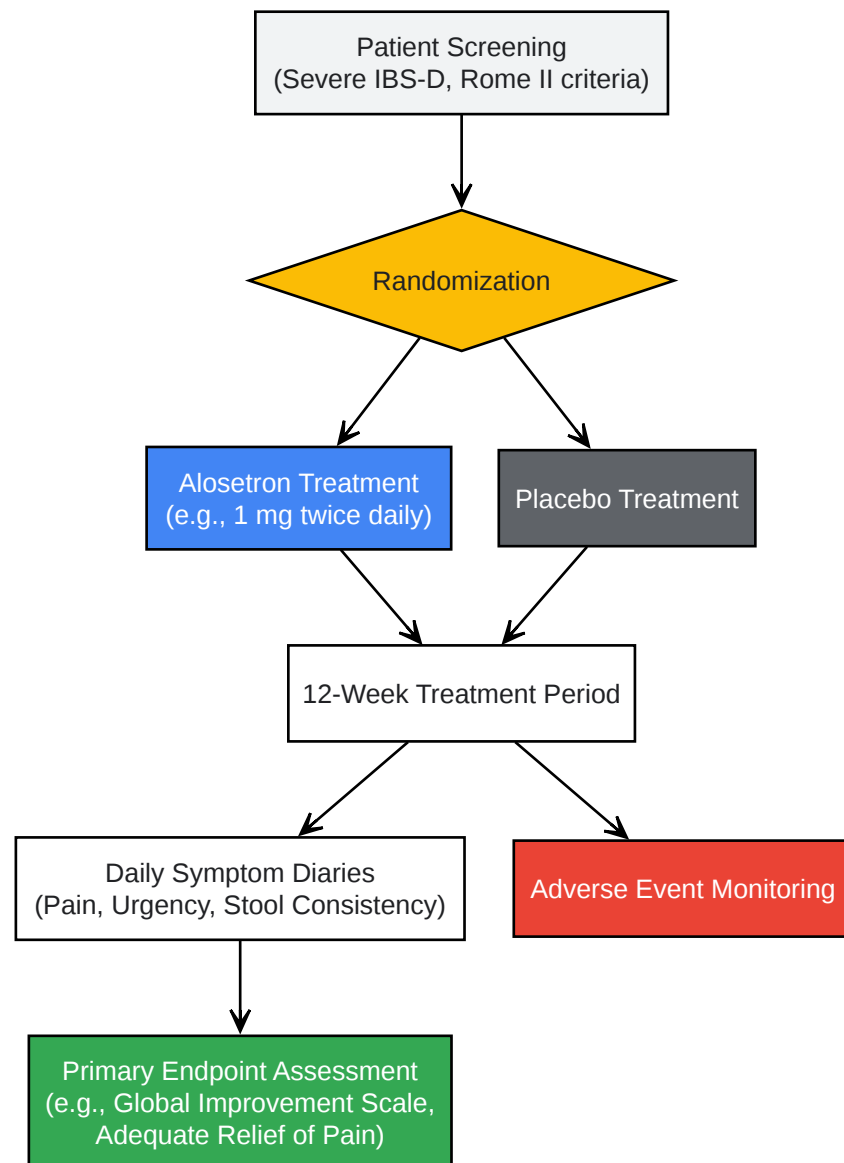 Patient Screening
(Severe IBS-D, Rome II criteria)
Randomization
Alosetron Treatment
(e.g., 1 mg twice daily)
Placebo Treatment
12-Week Treatment Period
Daily Symptom Diaries
(Pain, Urgency, Stool Consistency)
Adverse Event Monitoring
Primary Endpoint Assessment
(e.g., Global Improvement Scale,
Adequate Relief of Pain)